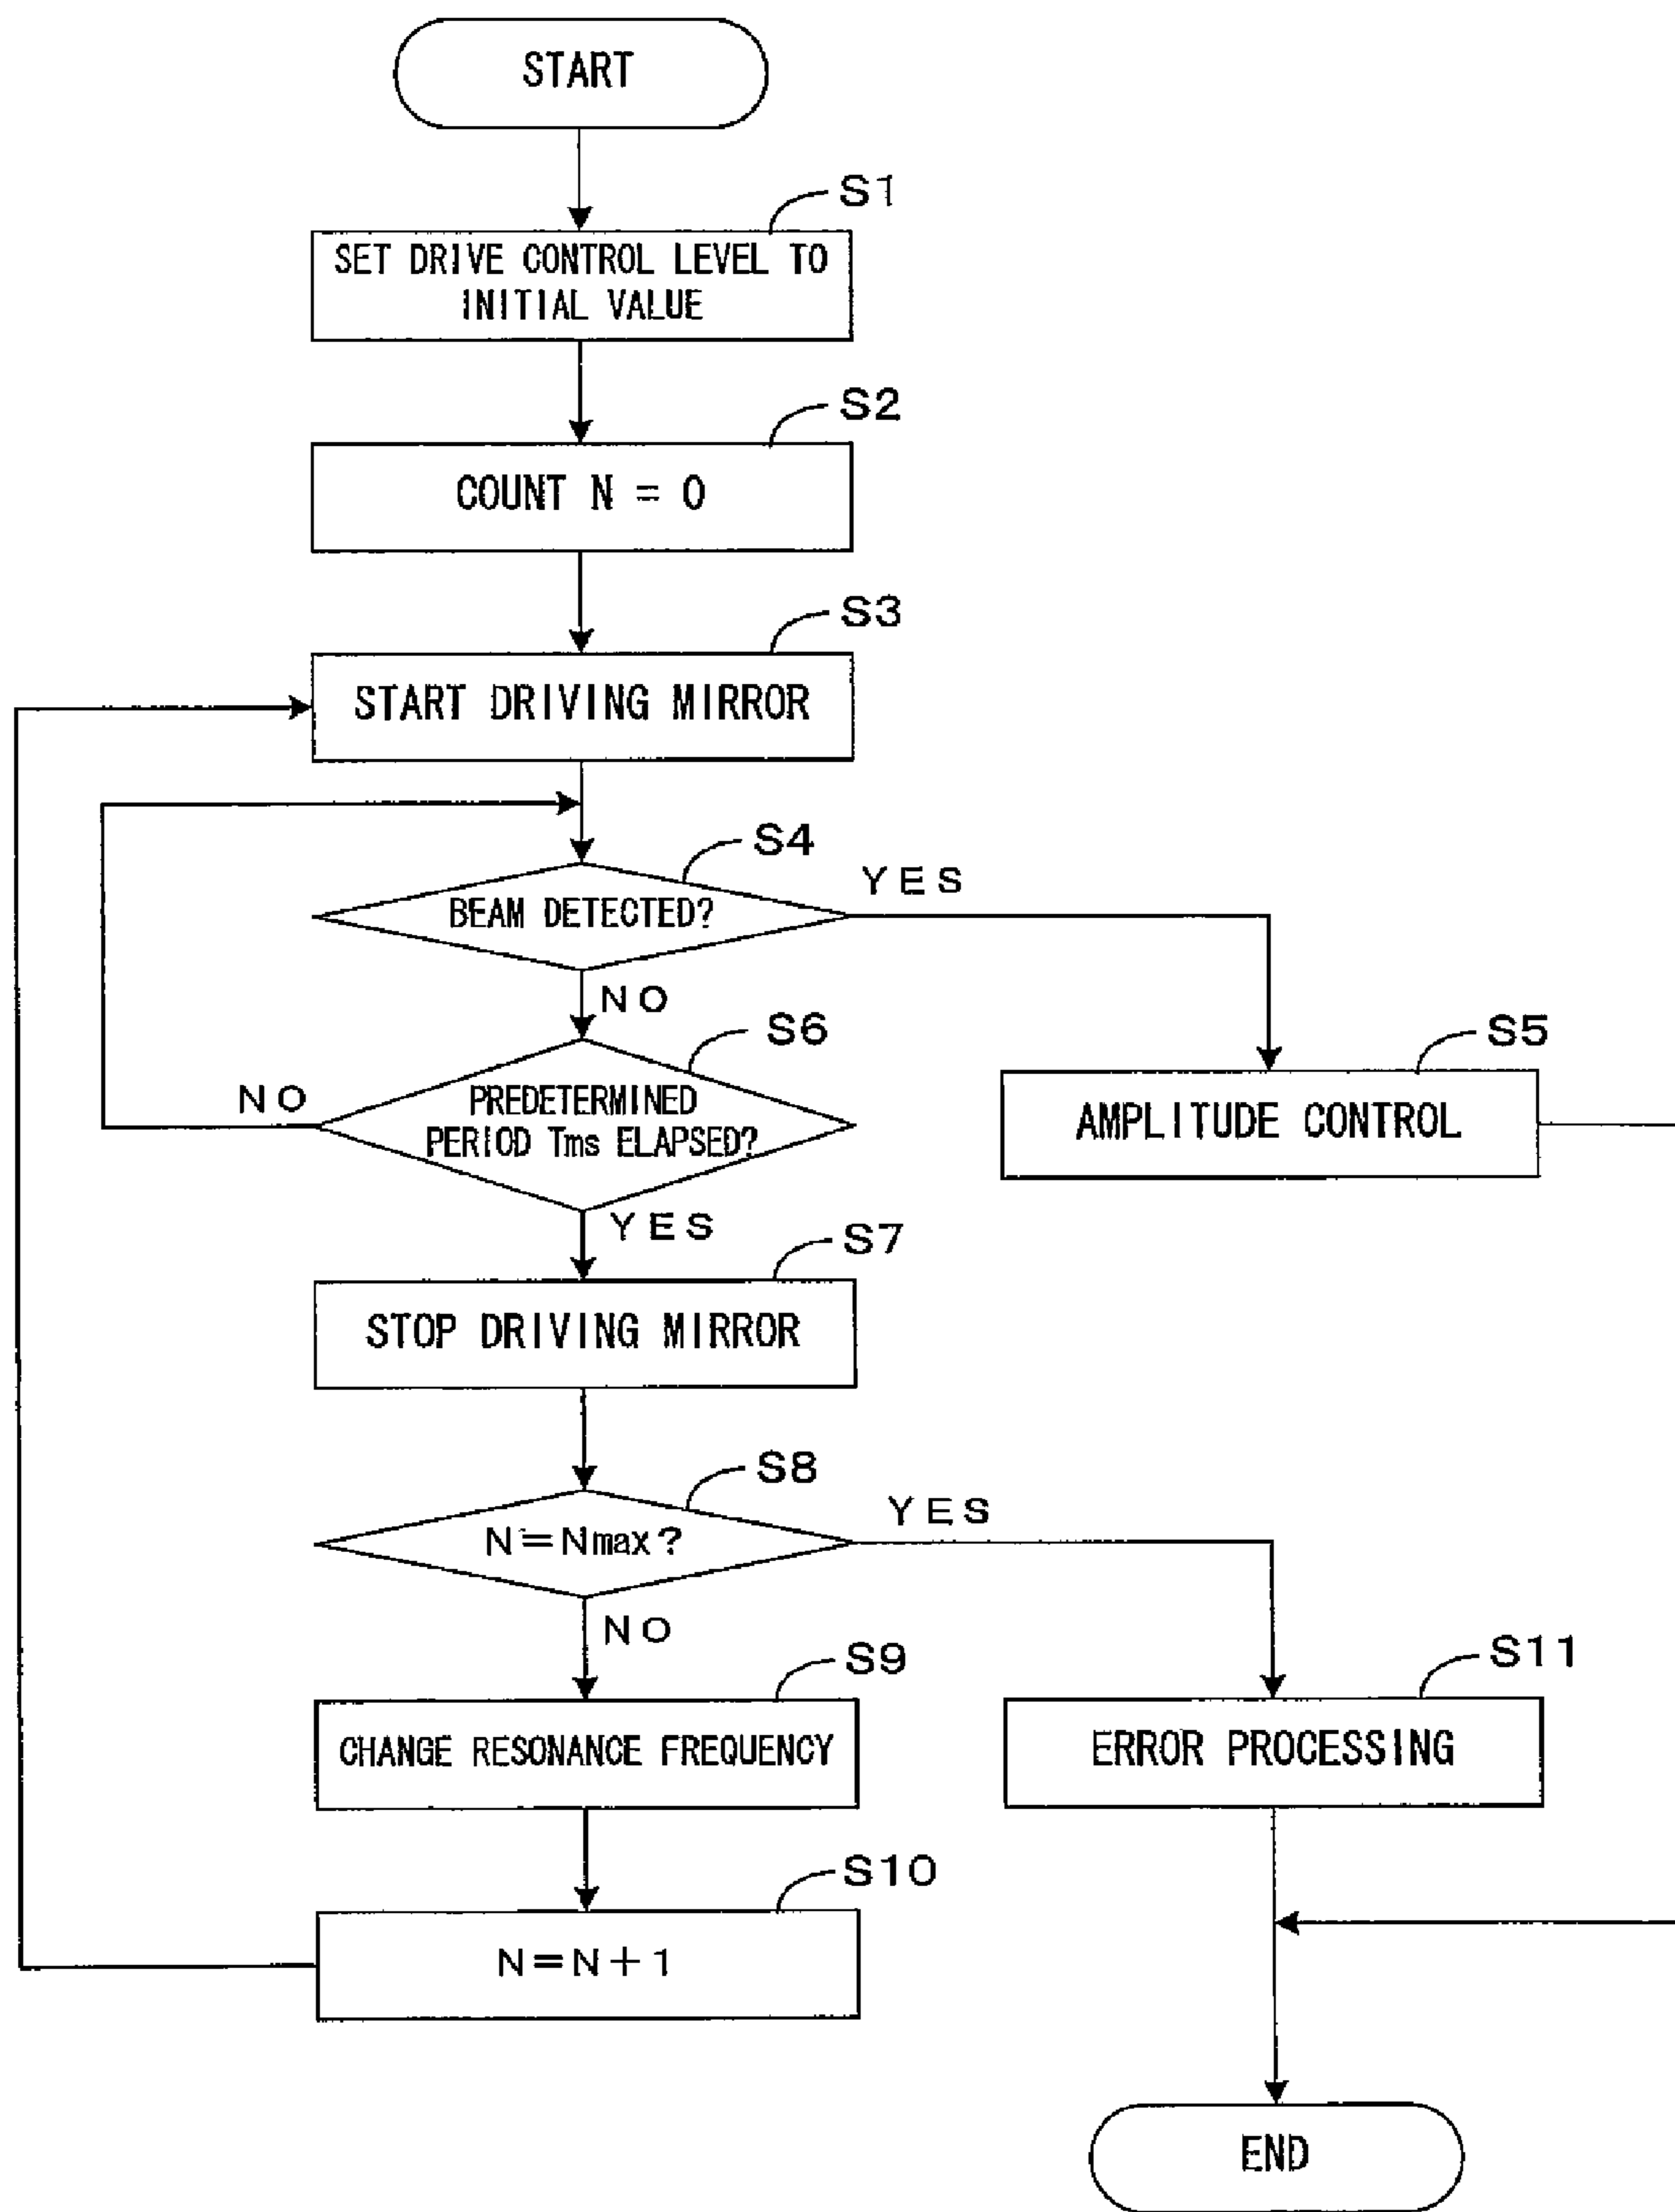 START
S1
SET DRIVE CONTROL LEVEL TO
INITIAL VALUE
S2
COUNT N = 0
S3
START DRIVING MIRROR
S4
BEAM DETECTED?
YES
NO
S5
AMPLITUDE CONTROL
S6
PREDETERMINED
PERIOD Tms ELAPSED?
NO
YES
S7
STOP DRIVING MIRROR
S8
N=Nmax?
YES
NO
S9
CHANGE RESONANCE FREQUENCY
S11
ERROR PROCESSING
S10
N=N+1
END